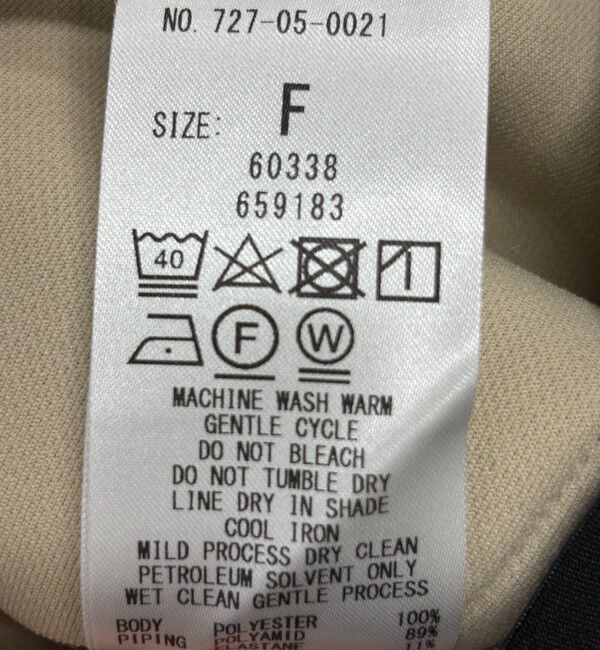 NO. 727-05-0021
SIZE: F
60338
659183
40
F W
MACHINE WASH WARM
GENTLE CYCLE
DO NOT BLEACH
DO NOT TUMBLE DRY
LINE DRY IN SHADE
COOL IRON
MILD PROCESS DRY CLEAN
PETROLEUM SOLVENT ONLY
WET CLEAN GENTLE PROCESS
BODY POLYESTER 100%
PIPING POLYAMID 89%
ELASTANE 11%